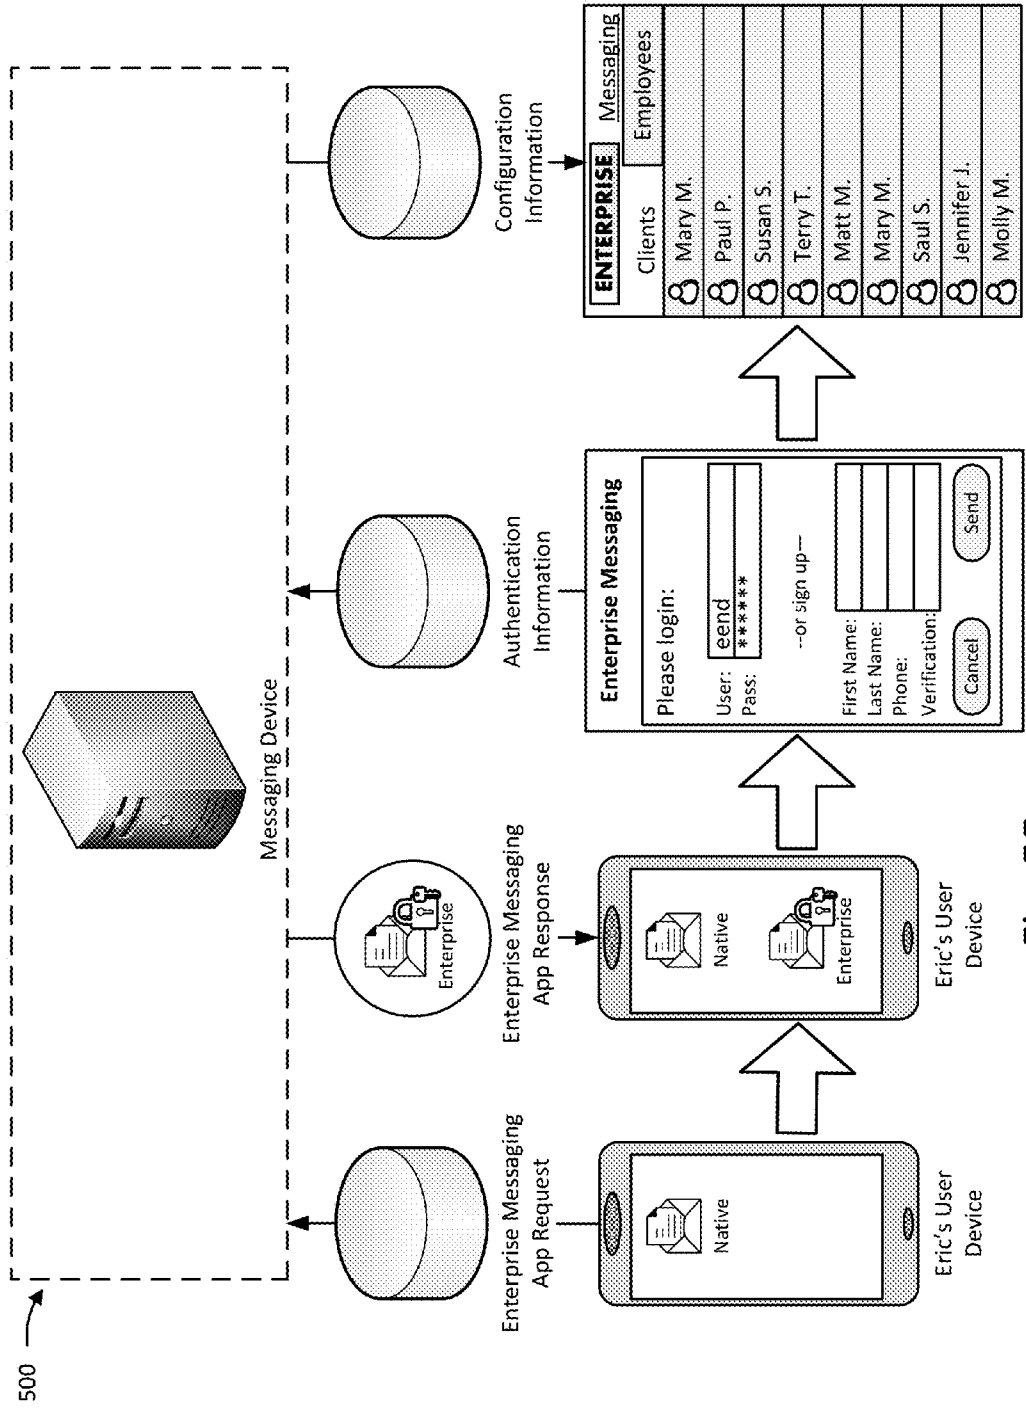 500
Messaging Device
Enterprise Messaging
App Request
Enterprise
Enterprise Messaging
App Response
Authentication
Information
Configuration
Information
Native
Eric's User
Device
Native
Enterprise
Eric's User
Device
Enterprise Messaging
Please login:
User: eend
Pass: ******
--or sign up--
First Name:
Last Name:
Phone:
Verification:
Cancel Send
ENTERPRISE Messaging
Clients Employees
Mary M.
Paul P.
Susan S.
Terry T.
Matt M.
Mary M.
Saul S.
Jennifer J.
Molly M.